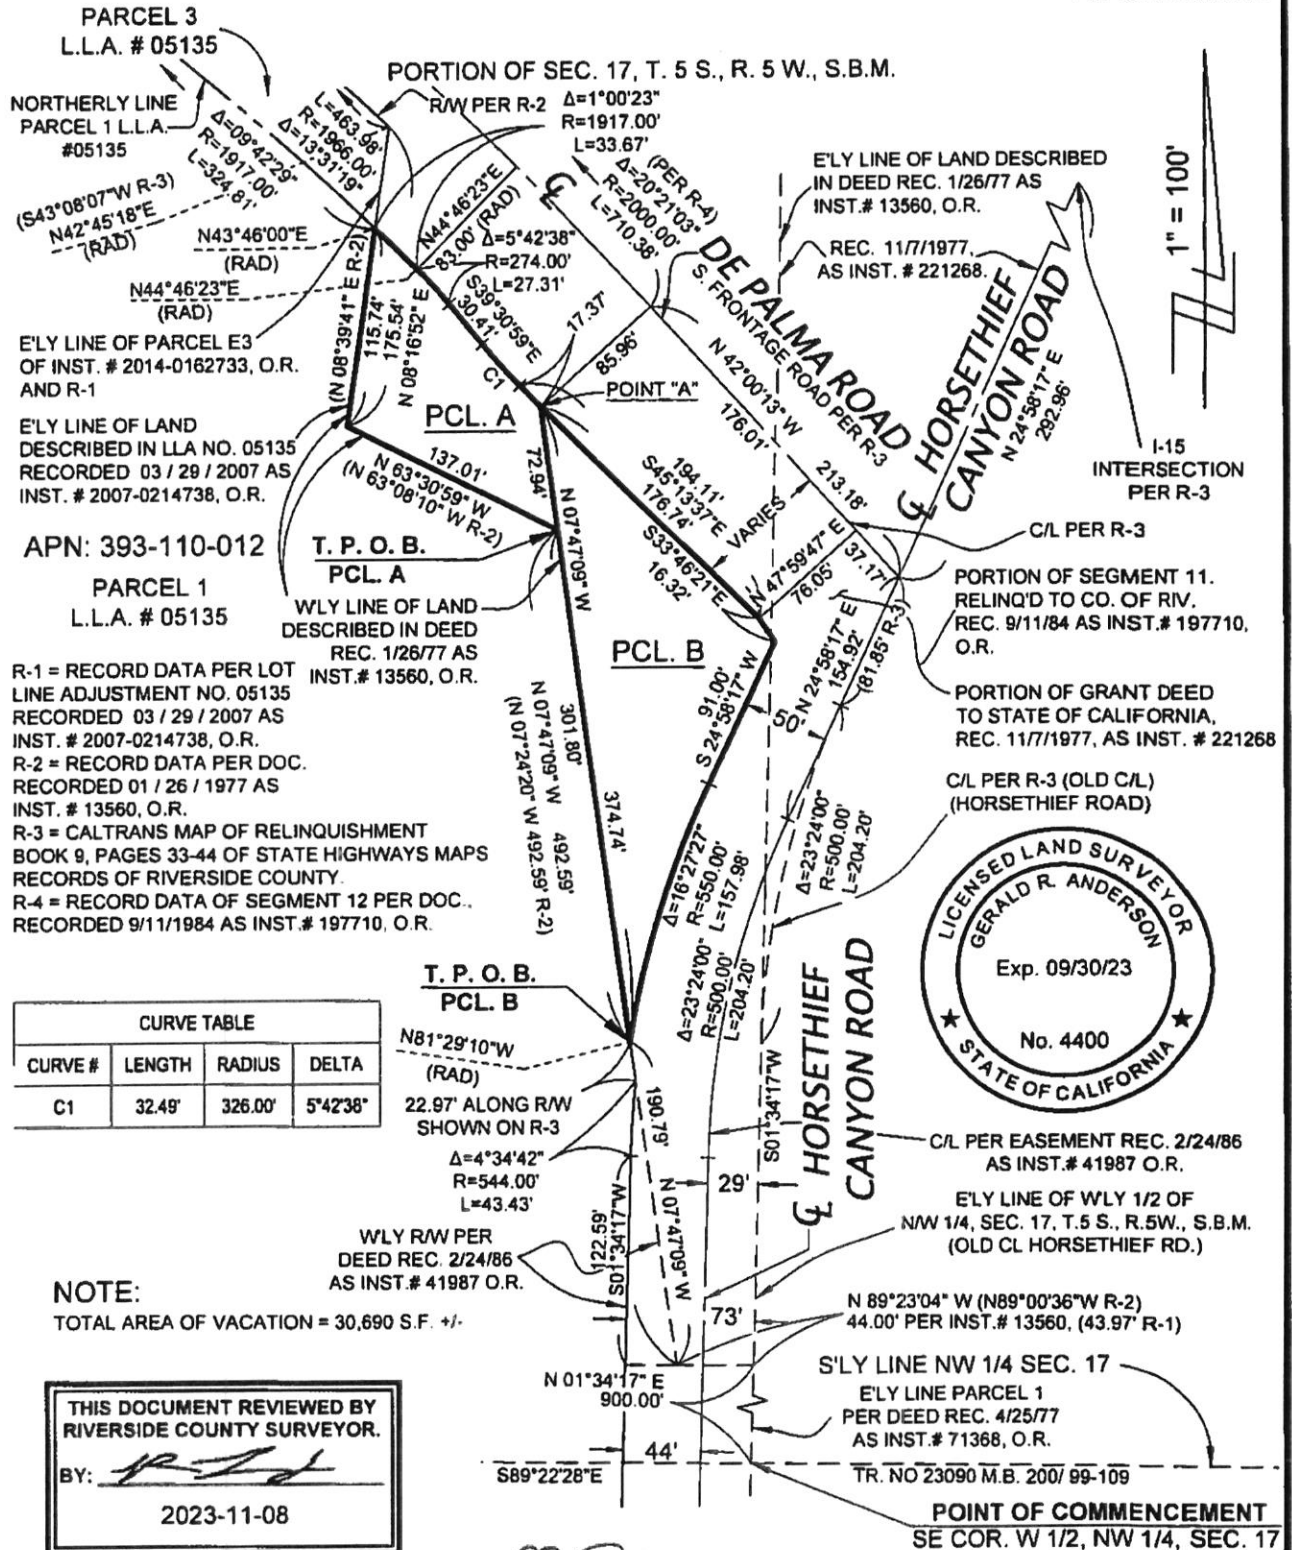 PARCEL 3
L.L.A. # 05135
PORTION OF SEC. 17, T. 5 S., R. 5 W., S.B.M.
NORTHERLY LINE
PARCEL 1 L.L.A.
#05135
L=463.98'
R=1966.00'
Δ=13°31'19"
R/W PER R-2
Δ=1°00'23"
R=1917.00'
L=33.67'
Δ=09°42'29"
R=1917.00'
L=324.81'
(S43°08'07"W R-3)
N42°45'18"E
(RAD)
N43°46'00"E
(RAD)
N44°46'23"E
(RAD)
N44°46'23"E
83.00' (RAD)
(PER R-4)
Δ=20°21'03"
R=2000.00'
L=710.38'
℄ DE PALMA ROAD
S. FRONTAGE ROAD PER R-3
E'LY LINE OF LAND DESCRIBED
IN DEED REC. 1/26/77 AS
INST.# 13560, O.R.
REC. 11/7/1977,
AS INST. # 221268.
1" = 100'
℄ HORSETHIEF
CANYON ROAD
N 24°58'17" E
292.96'
I-15
INTERSECTION
PER R-3
E'LY LINE OF PARCEL E3
OF INST. # 2014-0162733, O.R.
AND R-1
E'LY LINE OF LAND
DESCRIBED IN LLA NO. 05135
RECORDED 03 / 29 / 2007 AS
INST. # 2007-0214738, O.R.
(N 08°39'41" E R-2)
115.74'
175.54'
N 08°16'52" E
Δ=5°42'38"
R=274.00'
L=27.31'
S39°30'59"E
30.41'
C1
17.37'
85.96'
POINT "A"
PCL. A
137.01'
N 63°30'59" W
(N 63°08'10" W R-2)
72.94'
N 07°47'09" W
N 42°00'13" W
176.01'
213.18'
194.11'
S45°13'37"E
176.74'
VARIES
S33°46'21"E
16.32'
N 47°59'47" E
76.05'
37.17'
C/L PER R-3
APN: 393-110-012
PARCEL 1
L.L.A. # 05135
T. P. O. B.
PCL. A
WLY LINE OF LAND
DESCRIBED IN DEED
REC. 1/26/77 AS
INST.# 13560, O.R.
PCL. B
PORTION OF SEGMENT 11.
RELINQ'D TO CO. OF RIV.
REC. 9/11/84 AS INST.# 197710,
O.R.
N 24°58'17" E
154.92'
(81.85' R-3)
PORTION OF GRANT DEED
TO STATE OF CALIFORNIA,
REC. 11/7/1977, AS INST. # 221268
91.00'
S 24°58'17" W
50'
R-1 = RECORD DATA PER LOT
LINE ADJUSTMENT NO. 05135
RECORDED 03 / 29 / 2007 AS
INST. # 2007-0214738, O.R.
R-2 = RECORD DATA PER DOC.
RECORDED 01 / 26 / 1977 AS
INST. # 13560, O.R.
R-3 = CALTRANS MAP OF RELINQUISHMENT
BOOK 9, PAGES 33-44 OF STATE HIGHWAYS MAPS
RECORDS OF RIVERSIDE COUNTY.
R-4 = RECORD DATA OF SEGMENT 12 PER DOC.,
RECORDED 9/11/1984 AS INST.# 197710, O.R.
301.80'
N 07°47'09" W 492.59'
(N 07°24'20" W 492.59' R-2)
374.74'
C/L PER R-3 (OLD C/L)
(HORSETHIEF ROAD)
Δ=16°27'27"
R=550.00'
L=157.98'
Δ=23°24'00"
R=500.00'
L=204.20'
Δ=23°24'00"
R=500.00'
L=204.20'
LICENSED LAND SURVEYOR
GERALD R. ANDERSON
Exp. 09/30/23
No. 4400
STATE OF CALIFORNIA
T. P. O. B.
PCL. B
CURVE TABLE
CURVE # LENGTH RADIUS DELTA
C1 32.49' 326.00' 5°42'38"
N81°29'10"W
(RAD)
22.97' ALONG R/W
SHOWN ON R-3
Δ=4°34'42"
R=544.00'
L=43.43'
190.79'
N 07°47'09" W
S01°34'17"W
122.59'
S01°34'17"W
℄ HORSETHIEF
CANYON ROAD
29'
C/L PER EASEMENT REC. 2/24/86
AS INST.# 41987 O.R.
E'LY LINE OF WLY 1/2 OF
N/W 1/4, SEC. 17, T.5 S., R.5W., S.B.M.
(OLD CL HORSETHIEF RD.)
WLY R/W PER
DEED REC. 2/24/86
AS INST.# 41987 O.R.
NOTE:
TOTAL AREA OF VACATION = 30,690 S.F. +/-
73'
N 89°23'04" W (N89°00'36"W R-2)
44.00' PER INST.# 13560, (43.97' R-1)
S'LY LINE NW 1/4 SEC. 17
N 01°34'17" E
900.00'
E'LY LINE PARCEL 1
PER DEED REC. 4/25/77
AS INST.# 71368, O.R.
44'
S89°22'28"E
TR. NO 23090 M.B. 200/ 99-109
POINT OF COMMENCEMENT
SE COR. W 1/2, NW 1/4, SEC. 17
THIS DOCUMENT REVIEWED BY
RIVERSIDE COUNTY SURVEYOR.
BY:
2023-11-08